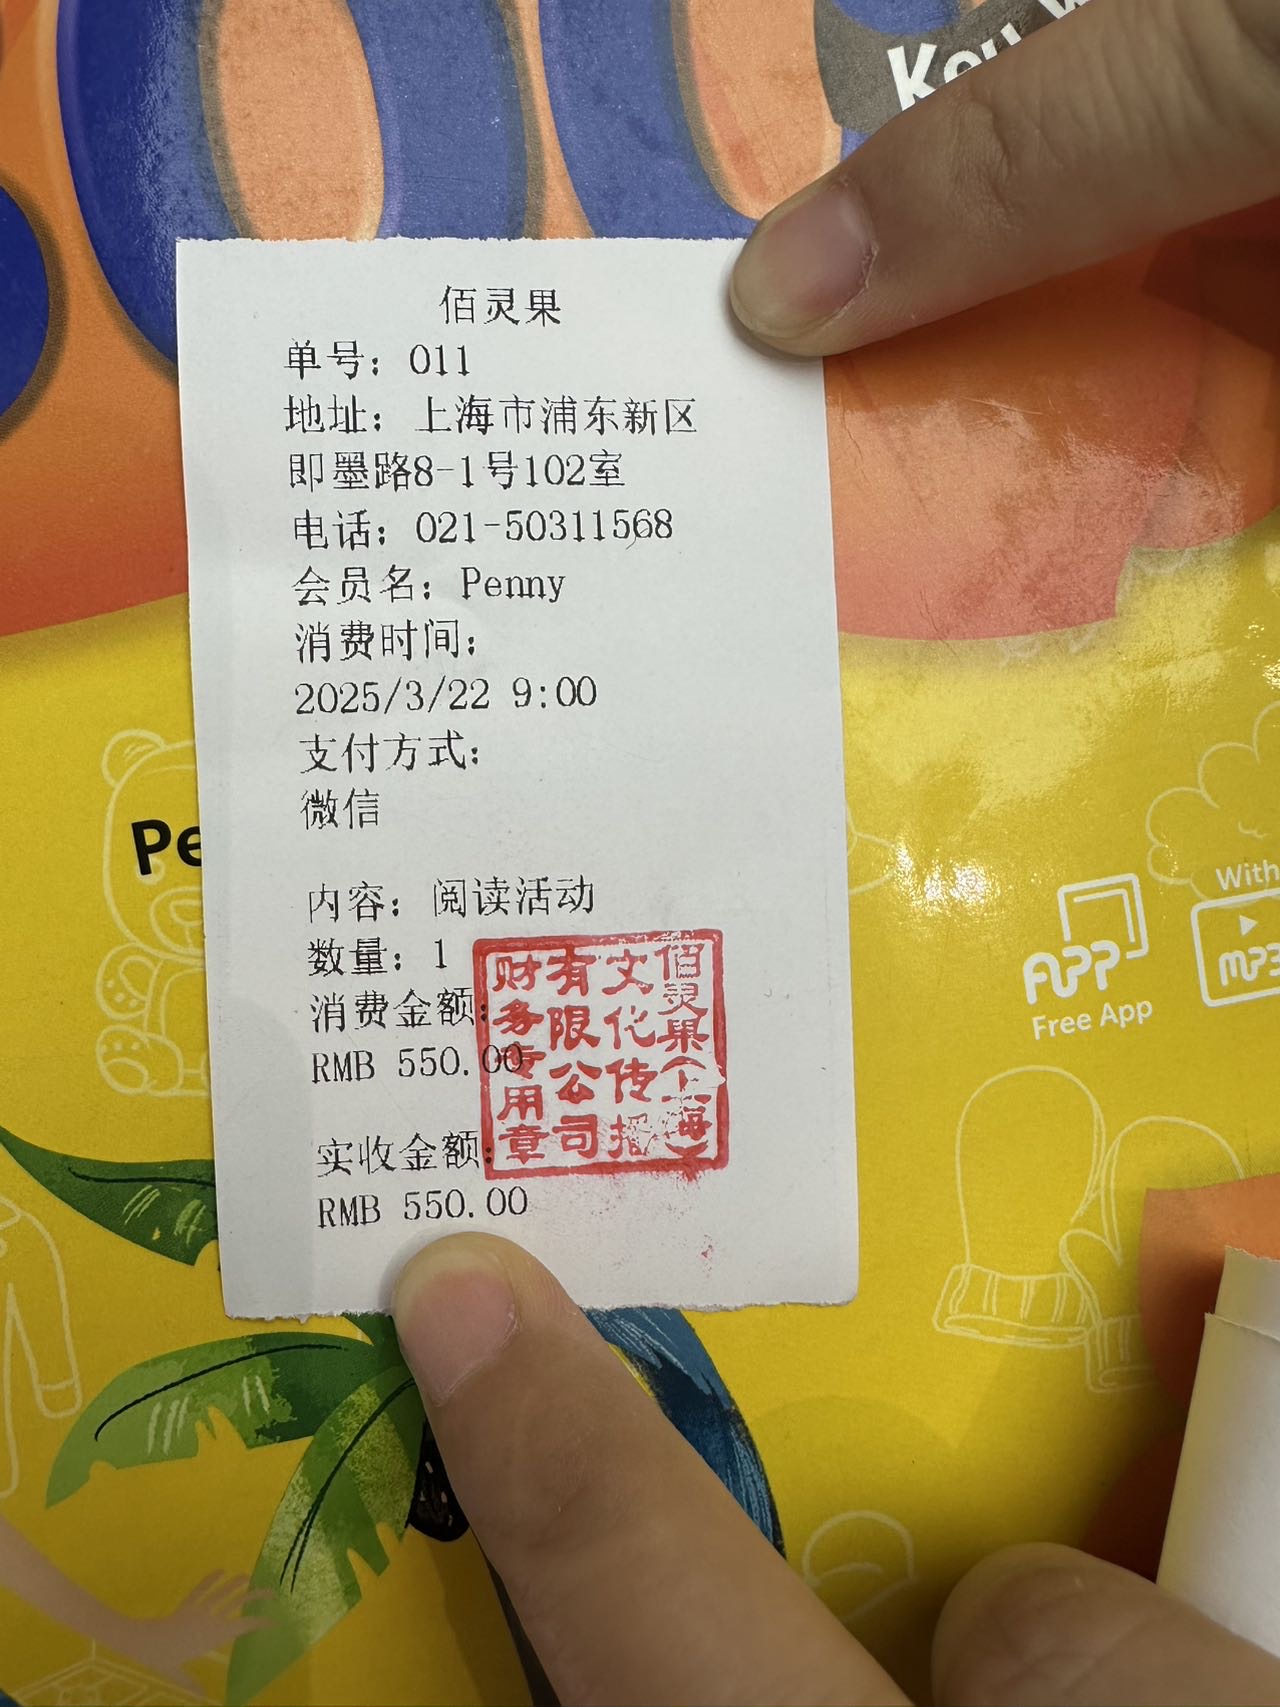 佰灵果
单号：011
地址：上海市浦东新区
即墨路8-1号102室
电话：021-50311568
会员名：Penny
消费时间：
2025/3/22 9:00
支付方式：
微信
内容：阅读活动
数量：1
消费金额：
RMB 550.00
实收金额：
RMB 550.00
佰灵果（上海）
文化传播
有限公司
财务专用章
Pe
With
APP
Free App